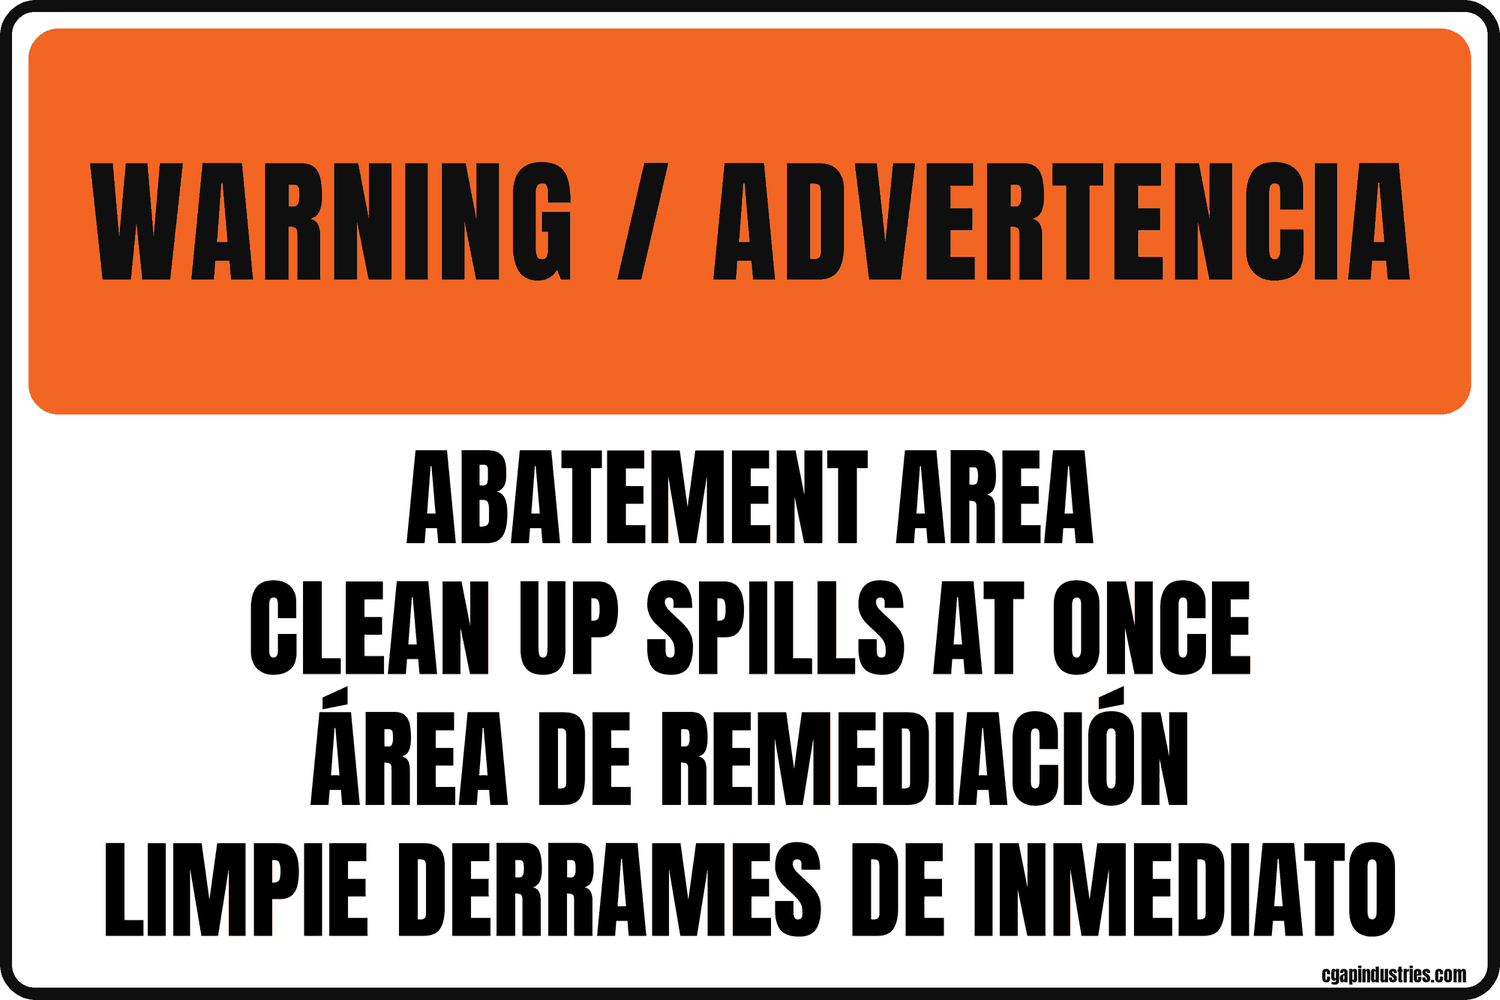 WARNING / ADVERTENCIA
ABATEMENT AREA
CLEAN UP SPILLS AT ONCE
ÁREA DE REMEDIACIÓN
LIMPIE DERRAMES DE INMEDIATO
cgapindustries.com